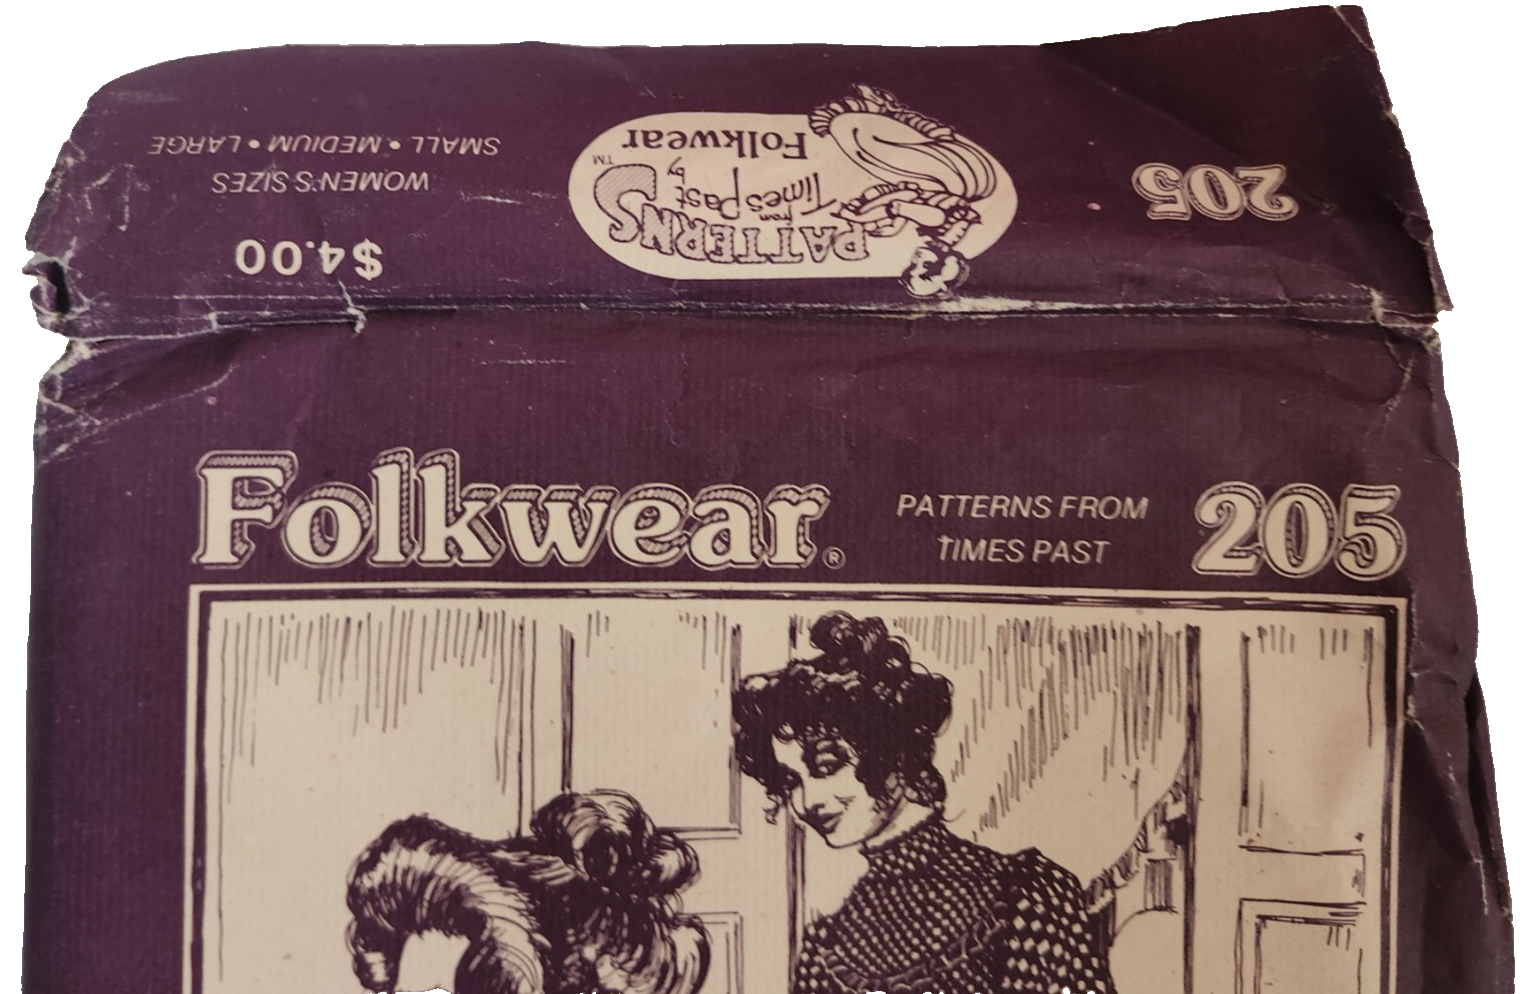 $4.00
WOMEN'S SIZES
SMALL • MEDIUM • LARGE
PATTERNS
from
Times Past
by
Folkwear
TM
205
Folkwear®
PATTERNS FROM
TIMES PAST
205